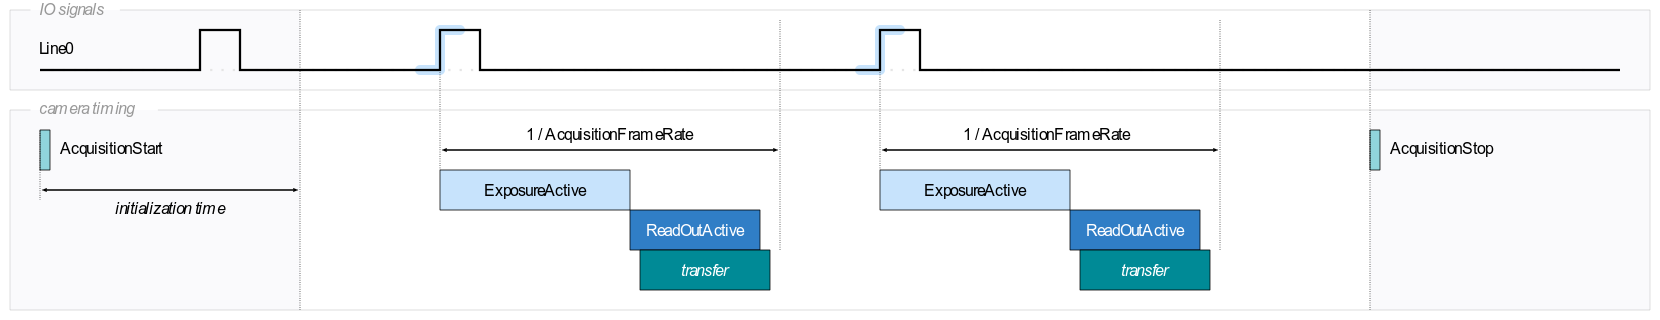 IO signals
Line0
camera timing
1 / AcquisitionFrameRate
1 / AcquisitionFrameRate
AcquisitionStart
AcquisitionStop
ExposureActive
ExposureActive
initialization time
ReadOutActive
ReadOutActive
transfer
transfer